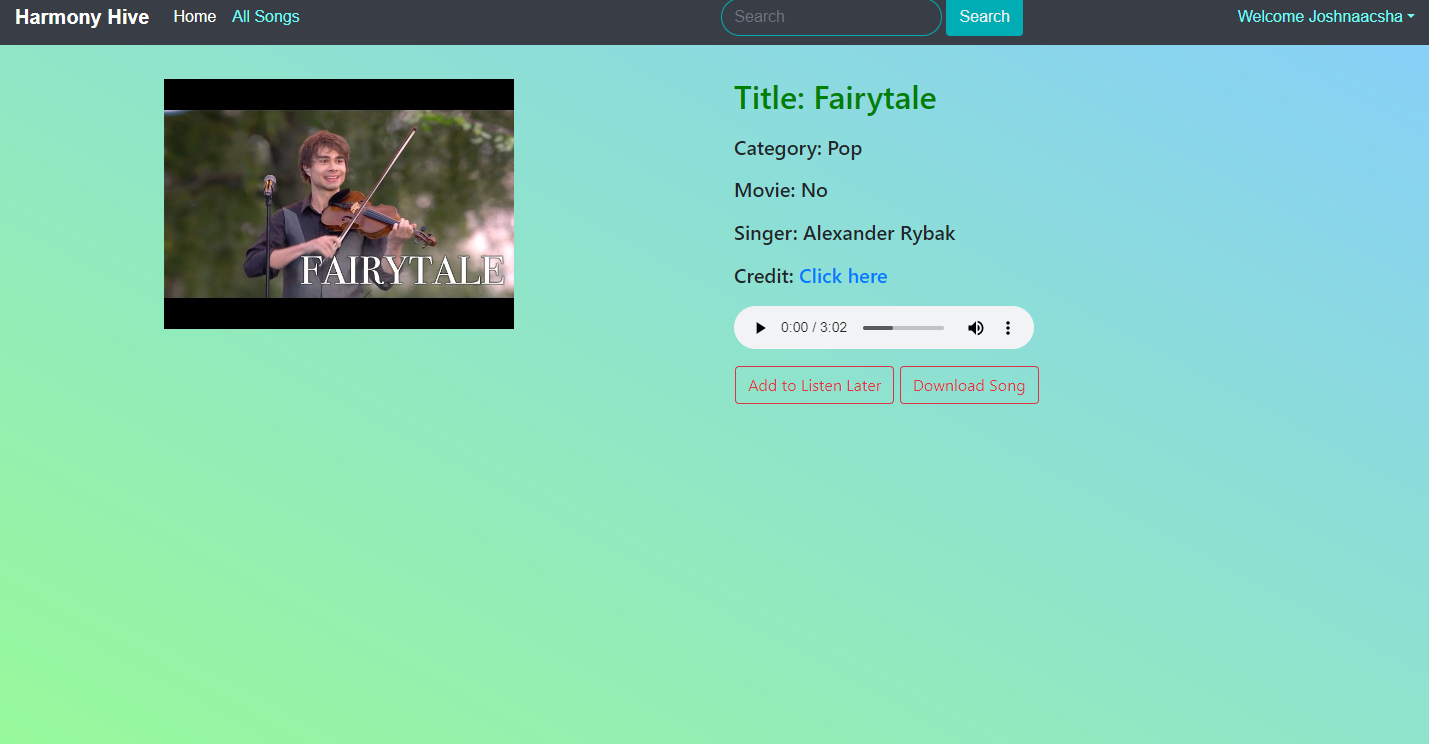 Harmony Hive Home All Songs Search Search Welcome Joshnaacsha
FAIRYTALE
Title: Fairytale
Category: Pop
Movie: No
Singer: Alexander Rybak
Credit: Click here
0:00 / 3:02
Add to Listen Later Download Song